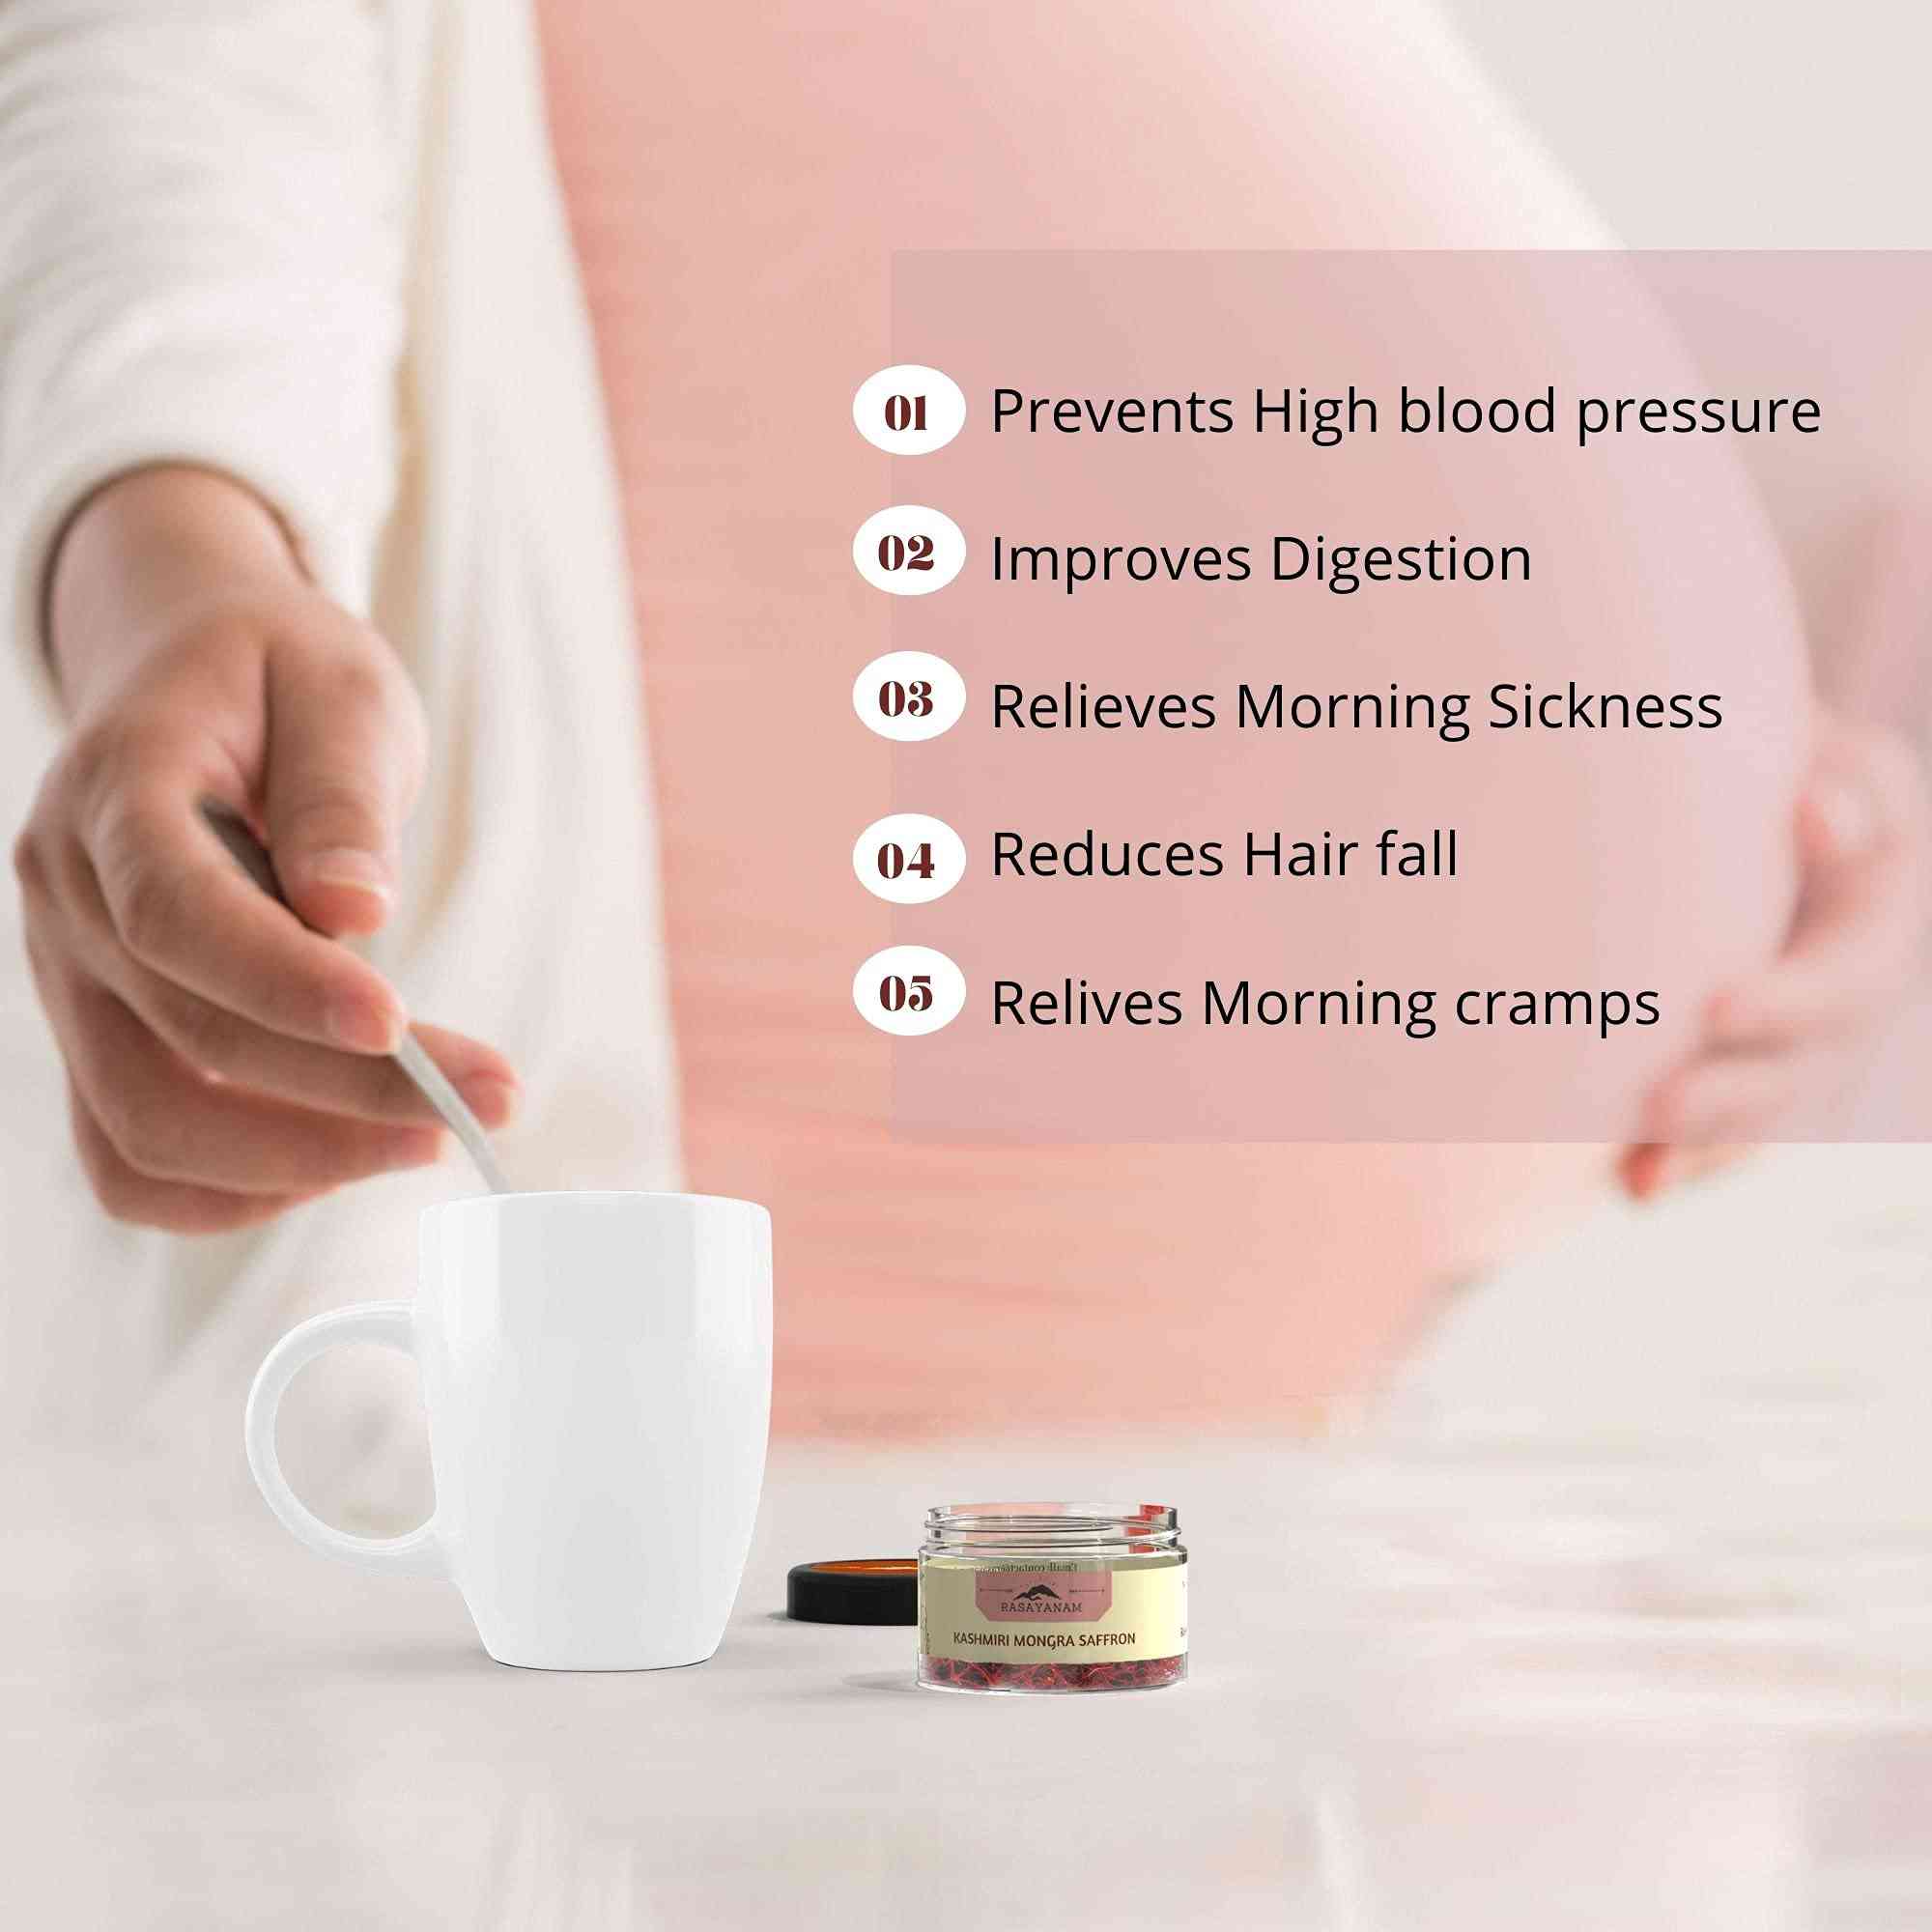 01 Prevents High blood pressure
02 Improves Digestion
03 Relieves Morning Sickness
04 Reduces Hair fall
05 Relives Morning cramps
RASAYANAM
KASHMIRI MONGRA SAFFRON